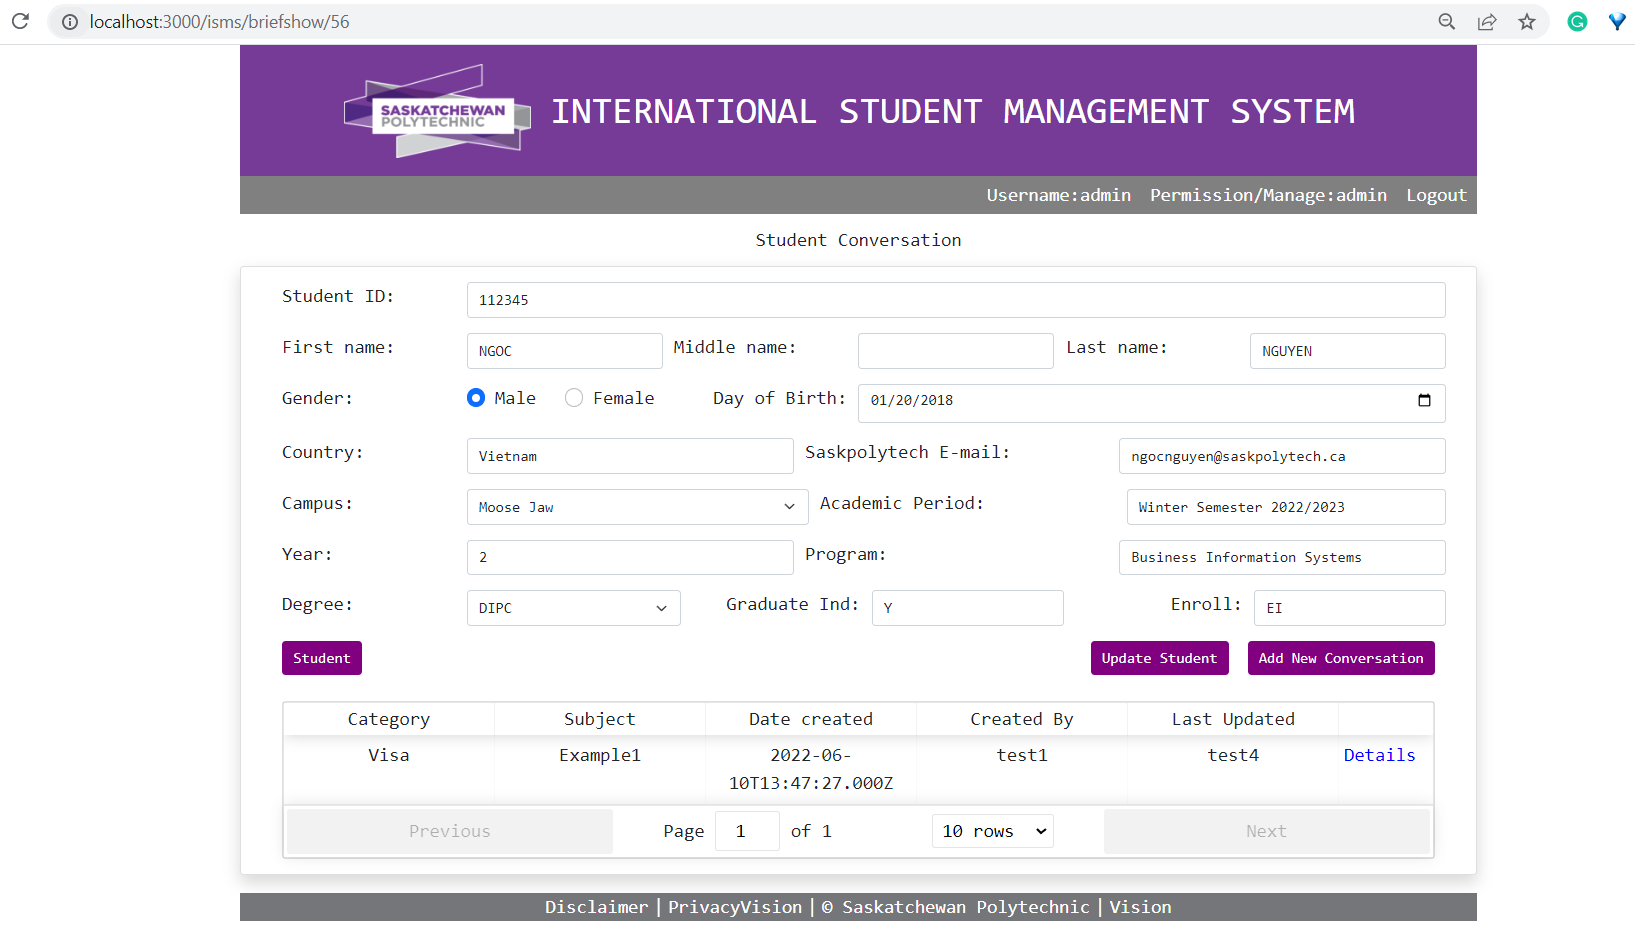 localhost:3000/isms/briefshow/56
SASKATCHEWAN
POLYTECHNIC
INTERNATIONAL STUDENT MANAGEMENT SYSTEM
Username:admin Permission/Manage:admin Logout
Student Conversation
Student ID: 112345
First name: NGOC Middle name: Last name: NGUYEN
Gender: Male Female Day of Birth: 01/20/2018
Country: Vietnam Saskpolytech E-mail: ngocnguyen@saskpolytech.ca
Campus: Moose Jaw Academic Period: Winter Semester 2022/2023
Year: 2 Program: Business Information Systems
Degree: DIPC Graduate Ind: Y Enroll: EI
Student Update Student Add New Conversation
Category Subject Date created Created By Last Updated
Visa Example1 2022-06- test1 test4 Details
10T13:47:27.000Z
Previous Page 1 of 1 10 rows Next
Disclaimer | PrivacyVision | © Saskatchewan Polytechnic | Vision